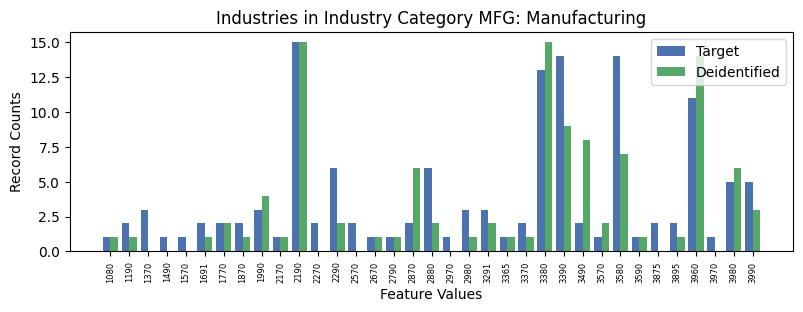 Industries in Industry Category MFG: Manufacturing
Target
Deidentified
Record Counts
15.0
12.5
10.0
7.5
5.0
2.5
0.0
1080 1190 1370 1490 1570 1691 1770 1870 1990 2170 2190 2270 2290 2570 2670 2790 2870 2880 2970 2980 3291 3365 3370 3380 3390 3490 3570 3580 3590 3875 3895 3960 3970 3980 3990
Feature Values